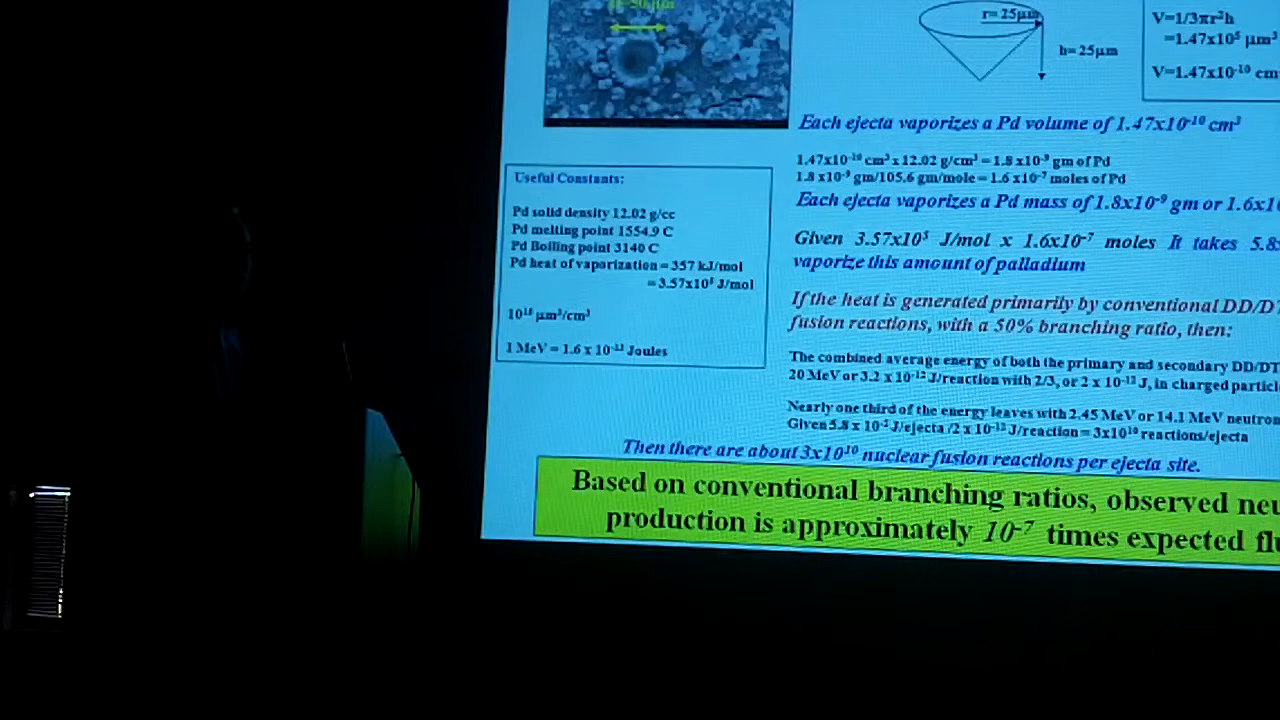 r= 25μm
h= 25μm
V=1/3πr²h
=1.47x10⁵ μm³
V=1.47x10⁻¹⁰ cm
Each ejecta vaporizes a Pd volume of 1.47x10⁻¹⁰ cm³
1.47x10⁻¹⁰ cm³ x 12.02 g/cm³ = 1.8 x10⁻⁹ gm of Pd
1.8 x10⁻⁹ gm/105.6 gm/mole = 1.6 x10⁻⁷ moles of Pd
Each ejecta vaporizes a Pd mass of 1.8x10⁻⁹ gm or 1.6x10
Useful Constants:
Pd solid density 12.02 g/cc
Pd melting point 1554.9 C
Pd Boiling point 3140 C
Pd heat of vaporization = 357 kJ/mol
= 3.57x10⁵ J/mol
μm³/cm³
1 MeV = 1.6 x 10⁻¹³ Joules
Given 3.57x10⁵ J/mol x 1.6x10⁻⁷ moles It takes 5.8x
vaporize this amount of palladium
If the heat is generated primarily by conventional DD/DT
fusion reactions, with a 50% branching ratio, then:
The combined average energy of both the primary and secondary DD/DT
20 MeV or 3.2 x 10⁻¹² J/reaction with 2/3, or 2 x 10⁻¹² J, in charged
Nearly one third of the energy leaves with 2.45 MeV or 14.1 MeV
Given 5.8 x 10⁻² J/ejecta /2 x 10⁻¹² J/reaction = 3x10¹⁰ reactions/ejecta
Then there are about 3x10¹⁰ nuclear fusion reactions per ejecta site.
Based on conventional branching ratios, observed neu
production is approximately 10⁻⁷ times expected flu